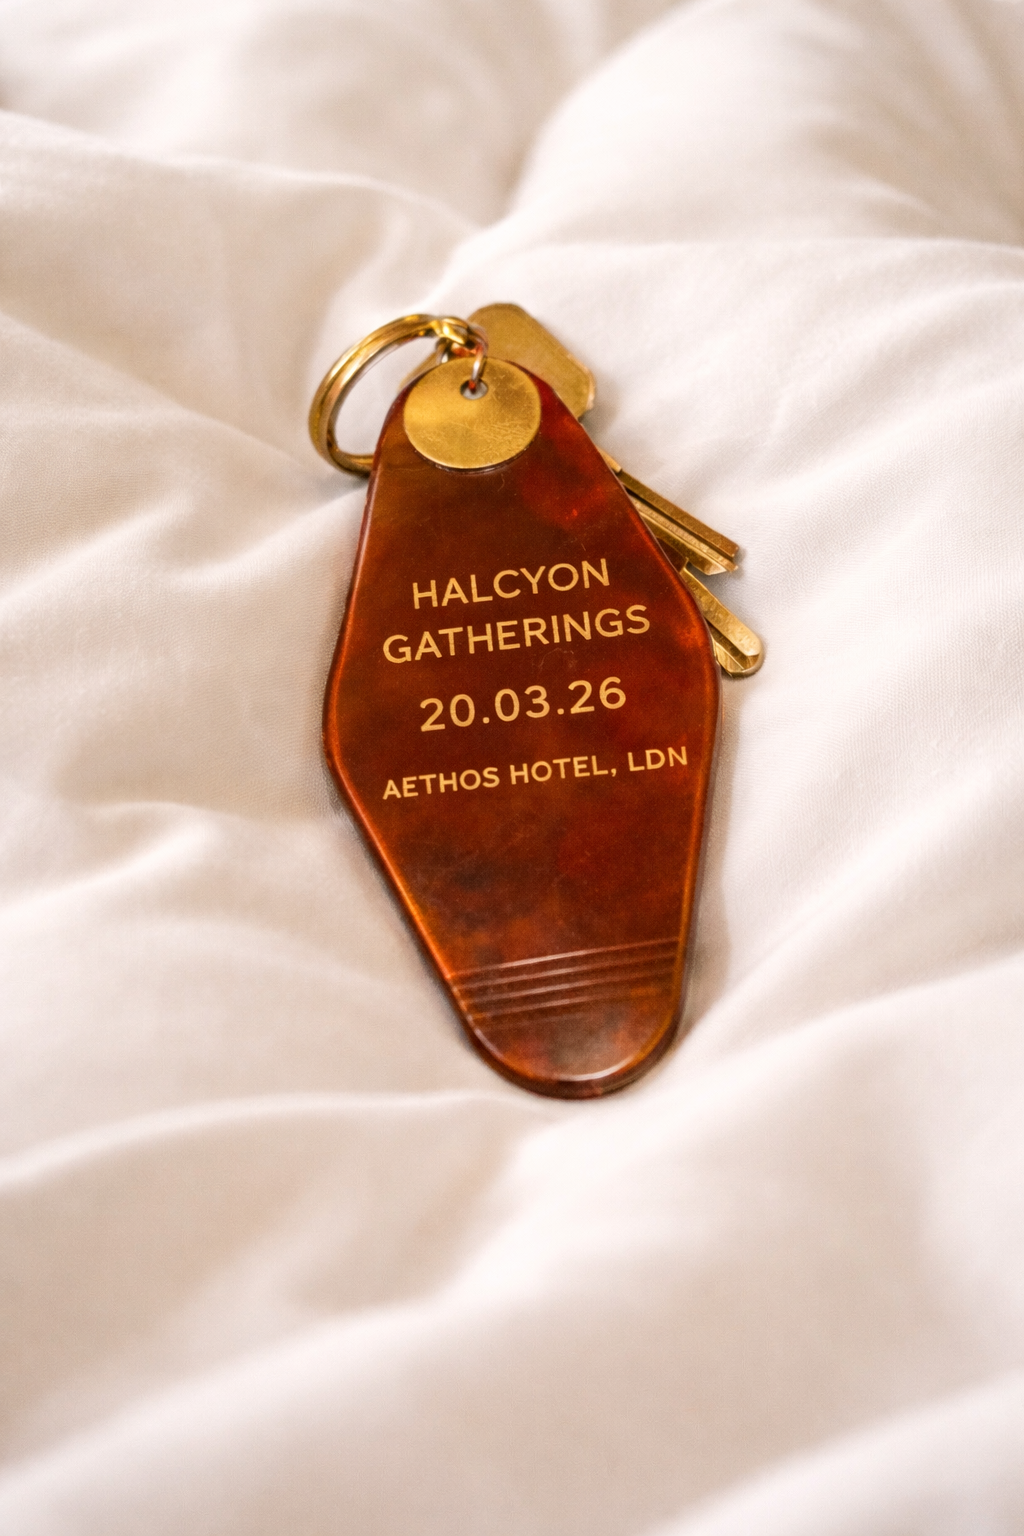 HALCYON
GATHERINGS
20.03.26
AETHOS HOTEL, LDN